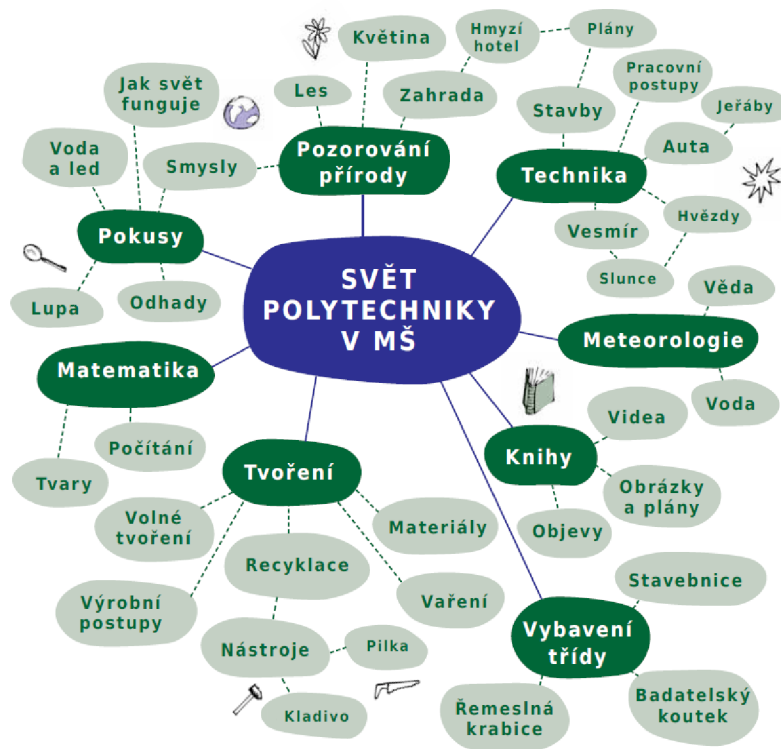 Květina
Hmyzí
hotel
Plány
Jak svět
funguje
Les
Zahrada
Pracovní
postupy
Stavby
Jeřáby
Voda
a led
Smysly
Pozorování
přírody
Auta
Technika
Pokusy
Vesmír
Hvězdy
Slunce
Lupa
Odhady
SVĚT
POLYTECHNIKY
V MŠ
Věda
Meteorologie
Matematika
Voda
Počítání
Tvary
Tvoření
Knihy
Videa
Obrázky
a plány
Objevy
Volné
tvoření
Materiály
Recyklace
Vaření
Výrobní
postupy
Stavebnice
Nástroje
Pilka
Kladivo
Vybavení
třídy
Řemeslná
krabice
Badatelský
koutek